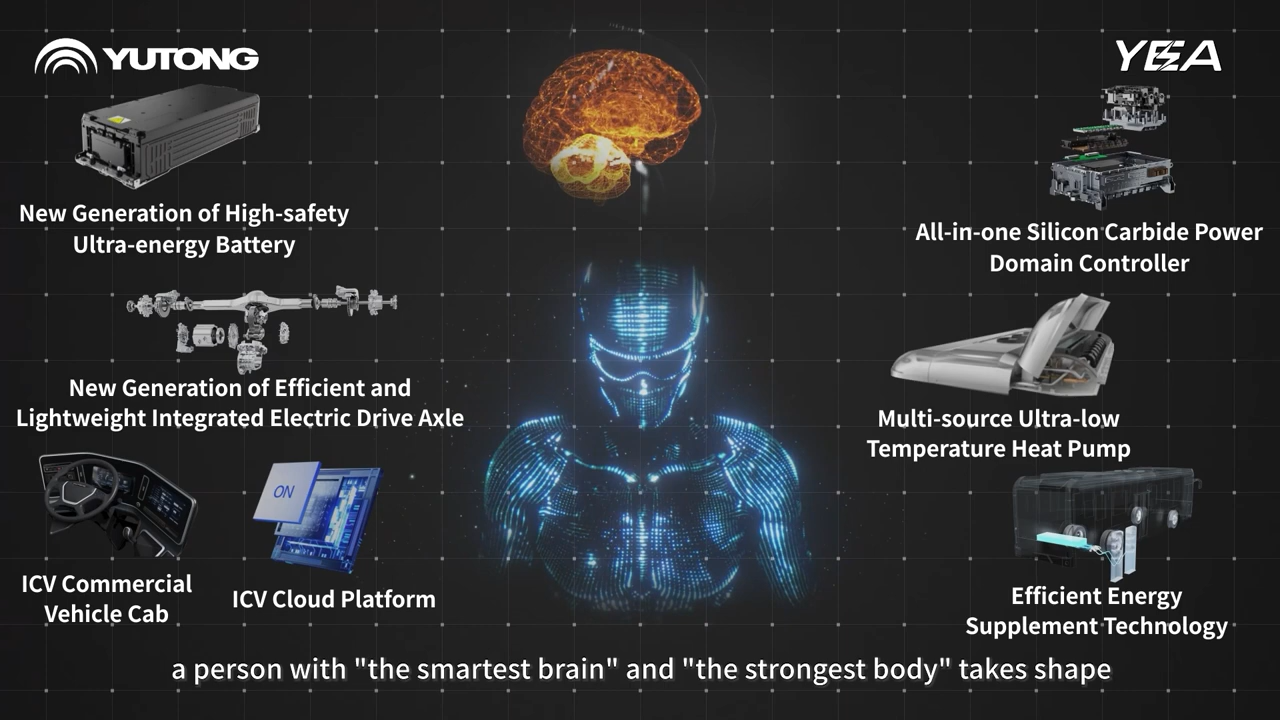 YUTONG
YEA
New Generation of High-safety
Ultra-energy Battery
All-in-one Silicon Carbide Power
Domain Controller
New Generation of Efficient and
Lightweight Integrated Electric Drive Axle
Multi-source Ultra-low
Temperature Heat Pump
ON
ICV Commercial
Vehicle Cab
ICV Cloud Platform
Efficient Energy
Supplement Technology
a person with "the smartest brain" and "the strongest body" takes shape